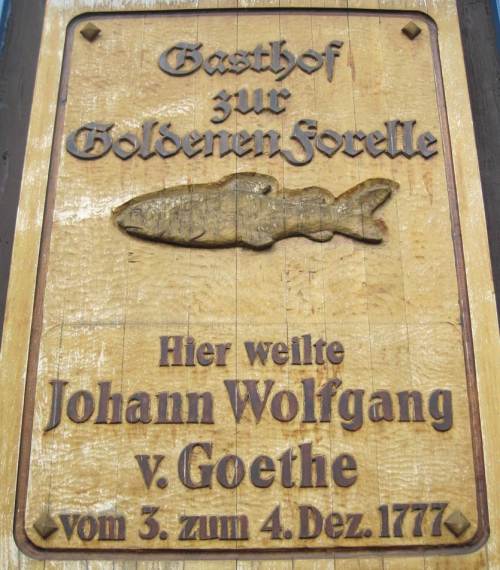 Gasthof
zur
Goldenen Forelle
Hier weilte
Johann Wolfgang
v. Goethe
vom 3. zum 4. Dez. 1777